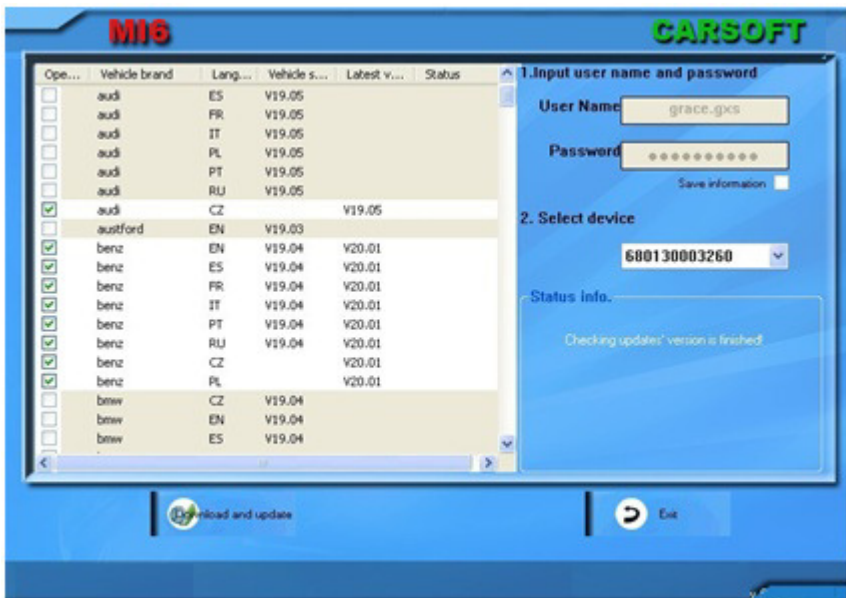 MI6
CARSOFT
Ope... Vehicle brand Lang... Vehicle s... Latest v... Status
audi ES V19.05
audi FR V19.05
audi IT V19.05
audi PL V19.05
audi PT V19.05
audi RU V19.05
audi CZ V19.05
austford EN V19.03
benz EN V19.04 V20.01
benz ES V19.04 V20.01
benz FR V19.04 V20.01
benz IT V19.04 V20.01
benz PT V19.04 V20.01
benz RU V19.04 V20.01
benz CZ V20.01
benz PL V20.01
bmw CZ V19.04
bmw EN V19.04
bmw ES V19.04
1.Input user name and password
User Name grace.gxs
Password ●●●●●●●●●●
Save information
2. Select device
680130003260
Status info.
Checking updates' version is finished!
Download and update
Exit